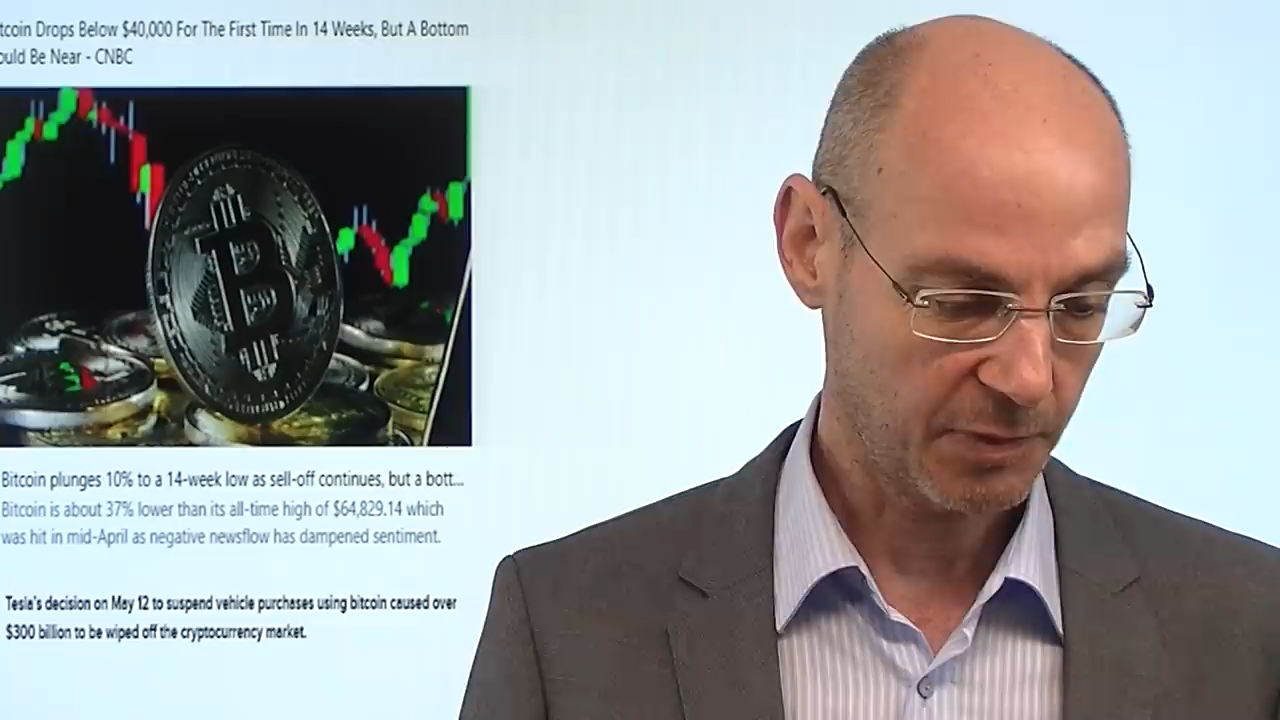 tcoin Drops Below $40,000 For The First Time In 14 Weeks, But A Bottom
ould Be Near - CNBC
Bitcoin plunges 10% to a 14-week low as sell-off continues, but a bott...
Bitcoin is about 37% lower than its all-time high of $64,829.14 which
was hit in mid-April as negative newsflow has dampened sentiment.
Tesla's decision on May 12 to suspend vehicle purchases using bitcoin caused over
$300 billion to be wiped off the cryptocurrency market.